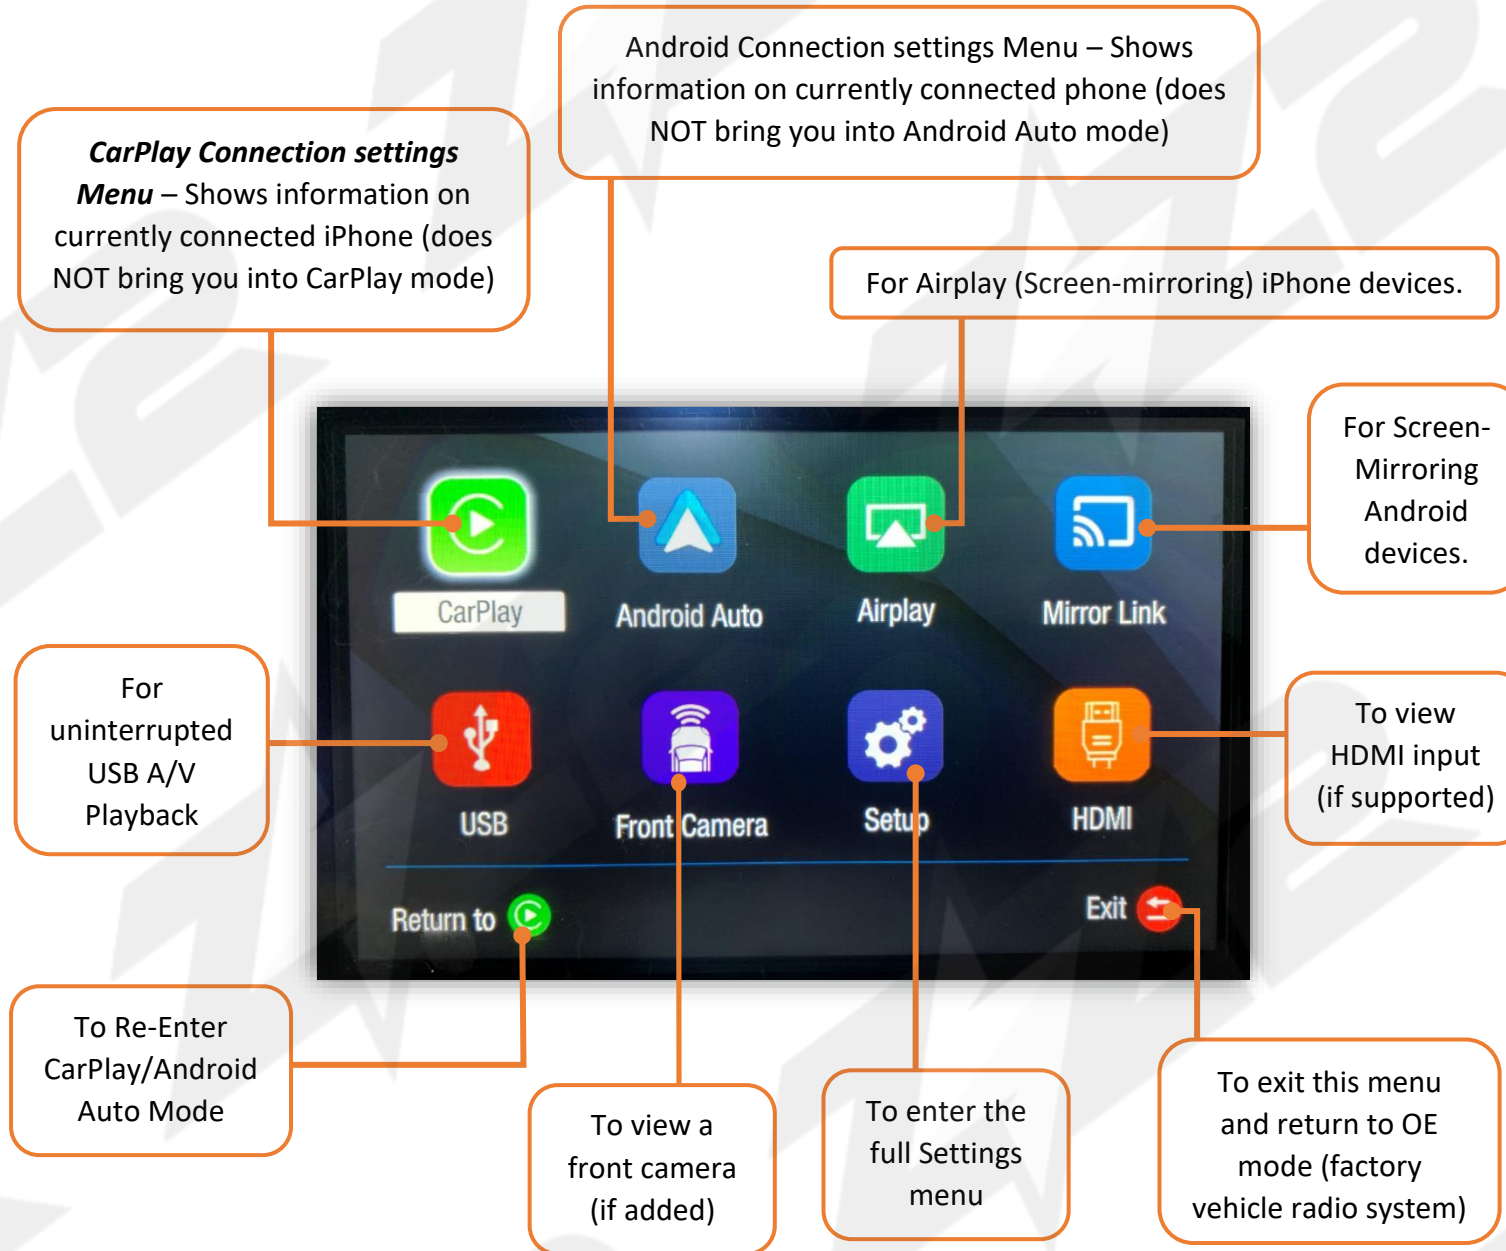 Android Connection settings Menu – Shows
information on currently connected phone (does
NOT bring you into Android Auto mode)
CarPlay Connection settings
Menu – Shows information on
currently connected iPhone (does
NOT bring you into CarPlay mode)
For Airplay (Screen-mirroring) iPhone devices.
For Screen-
Mirroring
Android
devices.
CarPlay
Android Auto
Airplay
Mirror Link
For
uninterrupted
USB A/V
Playback
To view
HDMI input
(if supported)
USB
Front Camera
Setup
HDMI
Return to
Exit
To Re-Enter
CarPlay/Android
Auto Mode
To view a
front camera
(if added)
To enter the
full Settings
menu
To exit this menu
and return to OE
mode (factory
vehicle radio system)